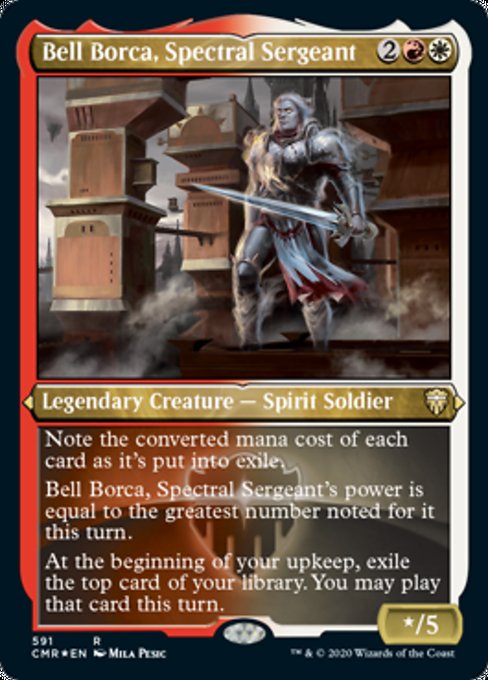 Bell Borca, Spectral Sergeant 2
Legendary Creature — Spirit Soldier
Note the converted mana cost of each
card as it's put into exile.
Bell Borca, Spectral Sergeant's power is
equal to the greatest number noted for it
this turn.
At the beginning of your upkeep, exile
the top card of your library. You may play
that card this turn.
*/5
591 R
CMR★EN Mila Pesic
™ & © 2020 Wizards of the Coast